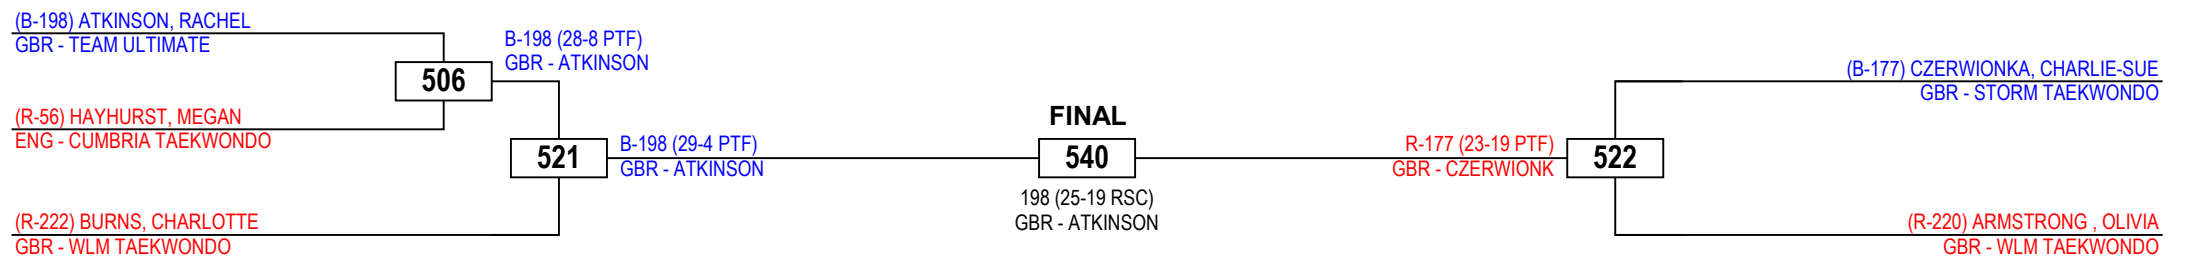 (B-198) ATKINSON, RACHEL
GBR - TEAM ULTIMATE
B-198 (28-8 PTF)
GBR - ATKINSON
506
(R-56) HAYHURST, MEGAN
ENG - CUMBRIA TAEKWONDO
521
B-198 (29-4 PTF)
GBR - ATKINSON
(R-222) BURNS, CHARLOTTE
GBR - WLM TAEKWONDO
FINAL
540
198 (25-19 RSC)
GBR - ATKINSON
R-177 (23-19 PTF)
GBR - CZERWIONK
522
(B-177) CZERWIONKA, CHARLIE-SUE
GBR - STORM TAEKWONDO
(R-220) ARMSTRONG , OLIVIA
GBR - WLM TAEKWONDO